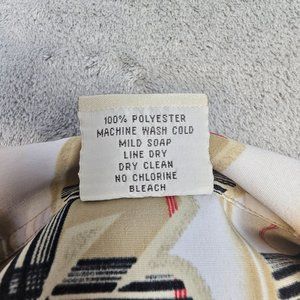 100% POLYESTER
MACHINE WASH COLD
MILD SOAP
LINE DRY
DRY CLEAN
NO CHLORINE
BLEACH